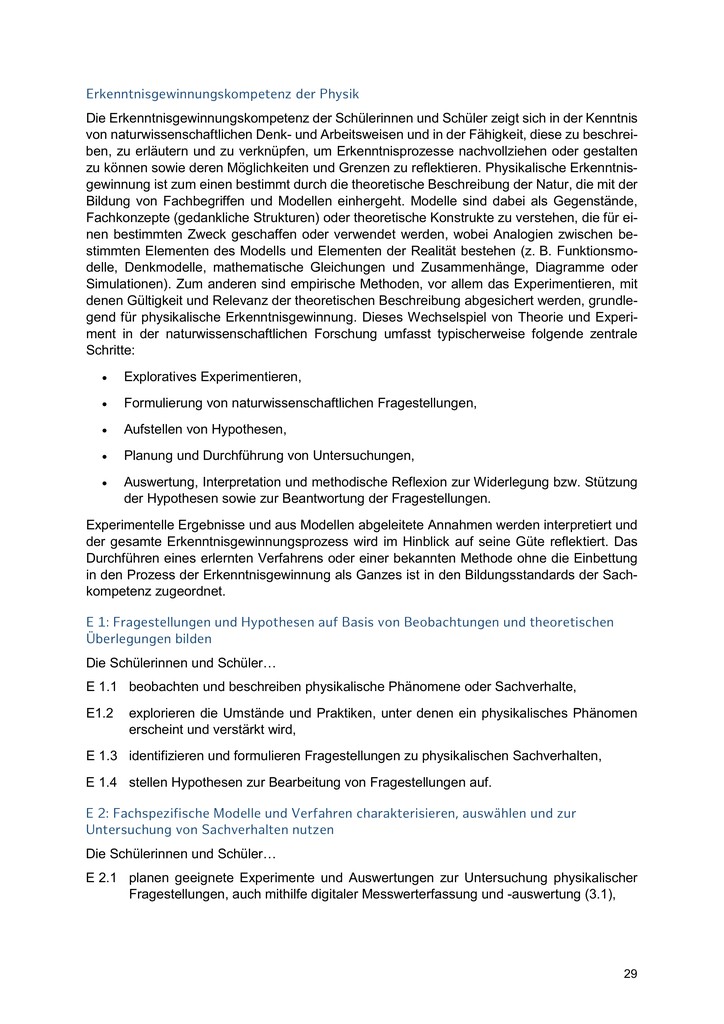 Erkenntnisgewinnungskompetenz der Physik
Die Erkenntnisgewinnungskompetenz der Schülerinnen und Schüler zeigt sich in der Kenntnis
von naturwissenschaftlichen Denk- und Arbeitsweisen und in der Fähigkeit, diese zu beschrei-
ben, zu erläutern und zu verknüpfen, um Erkenntnisprozesse nachvollziehen oder gestalten
zu können sowie deren Möglichkeiten und Grenzen zu reflektieren. Physikalische Erkenntnis-
gewinnung ist zum einen bestimmt durch die theoretische Beschreibung der Natur, die mit der
Bildung von Fachbegriffen und Modellen einhergeht. Modelle sind dabei als Gegenstände,
Fachkonzepte (gedankliche Strukturen) oder theoretische Konstrukte zu verstehen, die für ei-
nen bestimmten Zweck geschaffen oder verwendet werden, wobei Analogien zwischen be-
stimmten Elementen des Modells und Elementen der Realität bestehen (z. B. Funktionsmo-
delle, Denkmodelle, mathematische Gleichungen und Zusammenhänge, Diagramme oder
Simulationen). Zum anderen sind empirische Methoden, vor allem das Experimentieren, mit
denen Gültigkeit und Relevanz der theoretischen Beschreibung abgesichert werden, grundle-
gend für physikalische Erkenntnisgewinnung. Dieses Wechselspiel von Theorie und Experi-
ment in der naturwissenschaftlichen Forschung umfasst typischerweise folgende zentrale
Schritte:
• Exploratives Experimentieren,
• Formulierung von naturwissenschaftlichen Fragestellungen,
• Aufstellen von Hypothesen,
• Planung und Durchführung von Untersuchungen,
• Auswertung, Interpretation und methodische Reflexion zur Widerlegung bzw. Stützung
der Hypothesen sowie zur Beantwortung der Fragestellungen.
Experimentelle Ergebnisse und aus Modellen abgeleitete Annahmen werden interpretiert und
der gesamte Erkenntnisgewinnungsprozess wird im Hinblick auf seine Güte reflektiert. Das
Durchführen eines erlernten Verfahrens oder einer bekannten Methode ohne die Einbettung
in den Prozess der Erkenntnisgewinnung als Ganzes ist in den Bildungsstandards der Sach-
kompetenz zugeordnet.
E 1: Fragestellungen und Hypothesen auf Basis von Beobachtungen und theoretischen
Überlegungen bilden
Die Schülerinnen und Schüler…
E 1.1 beobachten und beschreiben physikalische Phänomene oder Sachverhalte,
E1.2 explorieren die Umstände und Praktiken, unter denen ein physikalisches Phänomen
erscheint und verstärkt wird,
E 1.3 identifizieren und formulieren Fragestellungen zu physikalischen Sachverhalten,
E 1.4 stellen Hypothesen zur Bearbeitung von Fragestellungen auf.
E 2: Fachspezifische Modelle und Verfahren charakterisieren, auswählen und zur
Untersuchung von Sachverhalten nutzen
Die Schülerinnen und Schüler…
E 2.1 planen geeignete Experimente und Auswertungen zur Untersuchung physikalischer
Fragestellungen, auch mithilfe digitaler Messwerterfassung und -auswertung (3.1),
29